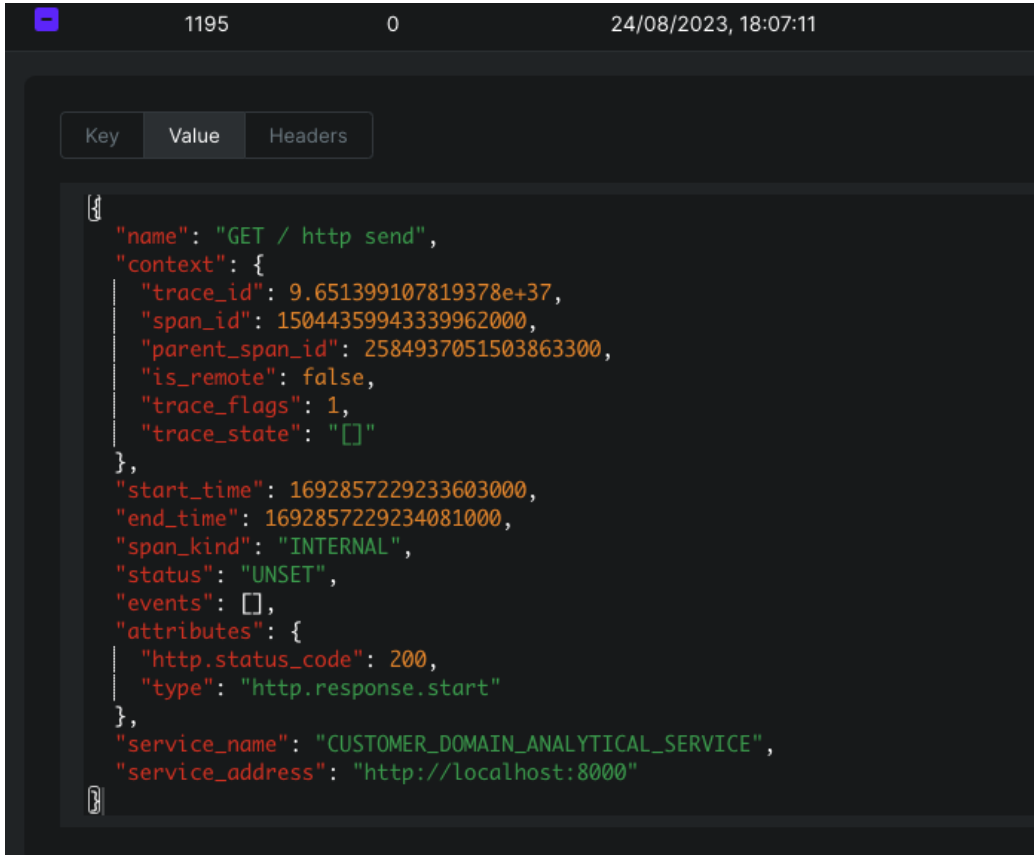 1195 0 24/08/2023, 18:07:11
Key Value Headers
{
"name": "GET / http send",
"context": {
"trace_id": 9.651399107819378e+37,
"span_id": 15044359943339962000,
"parent_span_id": 2584937051503863300,
"is_remote": false,
"trace_flags": 1,
"trace_state": "[]"
},
"start_time": 1692857229233603000,
"end_time": 1692857229234081000,
"span_kind": "INTERNAL",
"status": "UNSET",
"events": [],
"attributes": {
"http.status_code": 200,
"type": "http.response.start"
},
"service_name": "CUSTOMER_DOMAIN_ANALYTICAL_SERVICE",
"service_address": "http://localhost:8000"
}